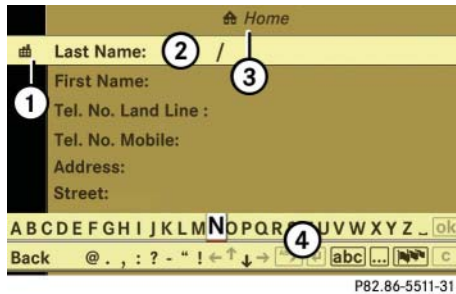 Home
Last Name: 2 /
1 3
First Name:
Tel. No. Land Line :
Tel. No. Mobile:
Address:
Street:
A B C D E F G H I J K L M N O P Q R U V W X Y Z _ ok
4
Back @ . , : ? - " ! ← ↑ ↓ → abc ... c
P82.86-5511-31